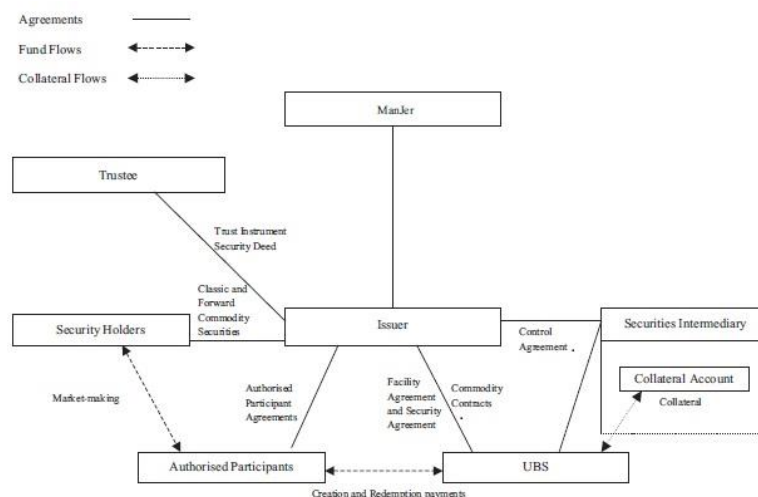 Agreements
Fund Flows
Collateral Flows
ManJer
Trustee
Trust Instrument
Security Deed
Classic and
Forward
Commodity
Securities
Security Holders
Issuer
Securities Intermediary
Control
Agreement
Collateral Account
Collateral
Market-making
Authorised
Participant
Agreements
Facility
Agreement
and Security
Agreement
Commodity
Contracts
Authorised Participants
UBS
Creation and Redemption payments